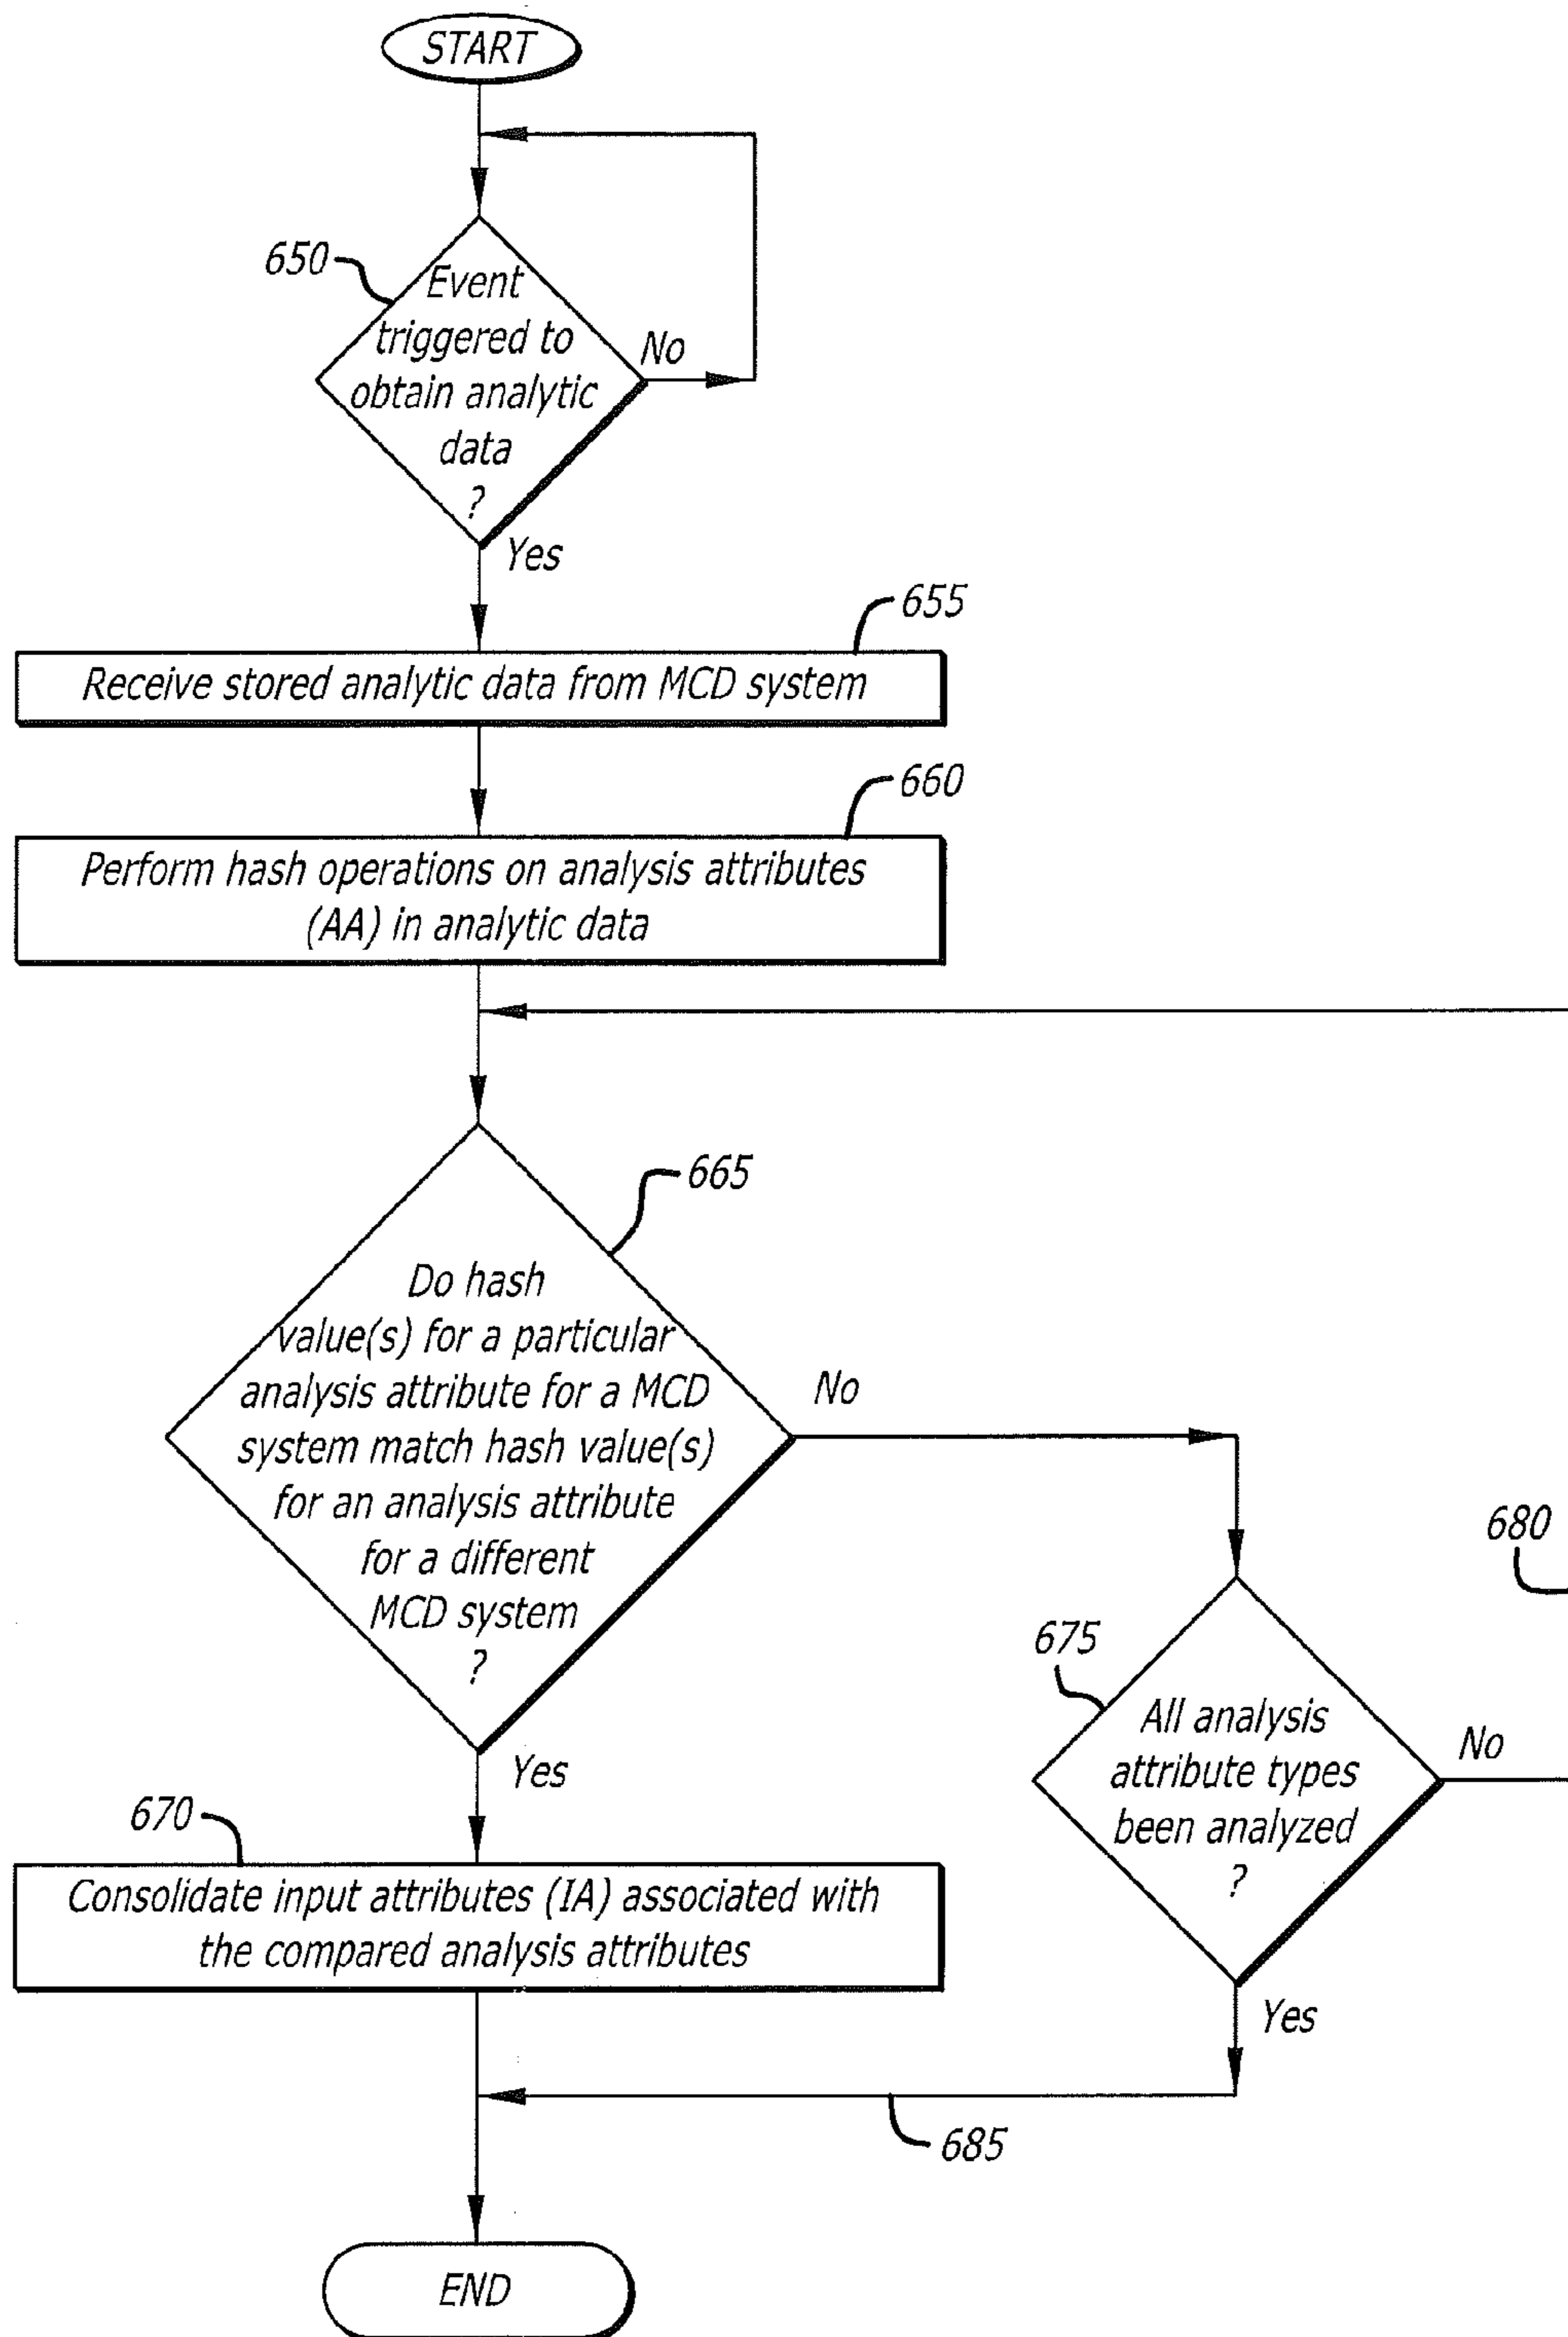 START
650
Event
triggered to
obtain analytic
data
?
No
Yes
655
Receive stored analytic data from MCD system
660
Perform hash operations on analysis attributes
(AA) in analytic data
665
Do hash
value(s) for a particular
analysis attribute for a MCD
system match hash value(s)
for an analysis attribute
for a different
MCD system
?
No
Yes
680
675
All analysis
attribute types
been analyzed
?
No
Yes
670
Consolidate input attributes (IA) associated with
the compared analysis attributes
685
END